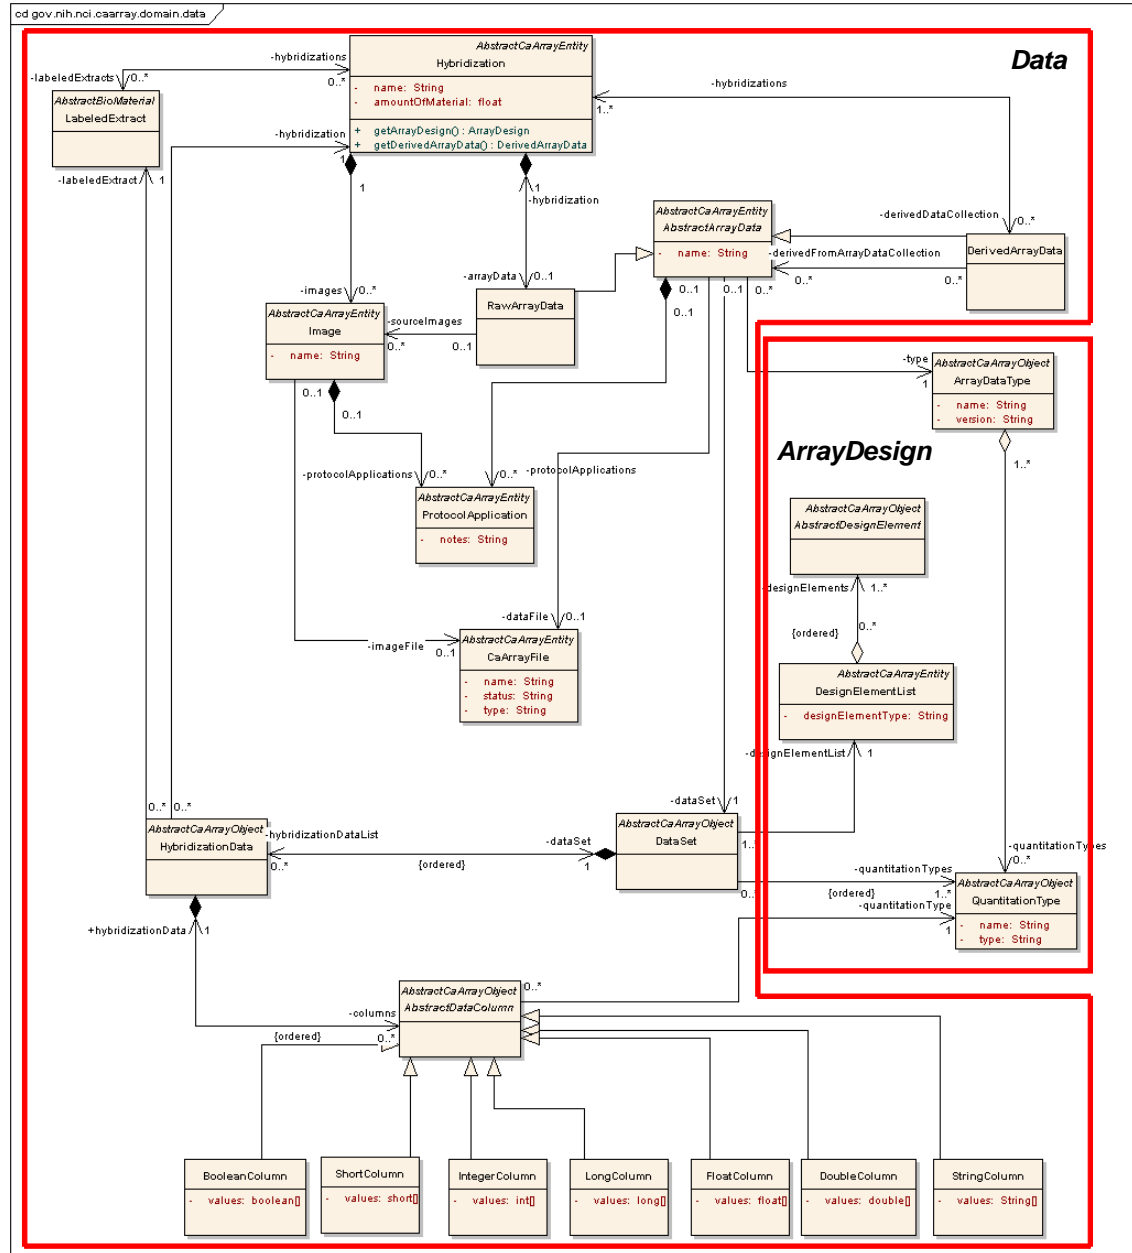 cd gov.nih.nci.caarray.domain.data
Data
AbstractCaArrayEntity
Hybridization
- name: String
- amountOfMaterial: float
+ getArrayDesign() : ArrayDesign
+ getDerivedArrayData() : DerivedArrayData
-hybridizations
0..*
-labeledExtracts
0..*
AbstractBioMaterial
LabeledExtract
-hybridization
1
-labeledExtract
1
-hybridizations
1..*
1
1
-hybridization
AbstractCaArrayEntity
AbstractArrayData
- name: String
-derivedDataCollection
0..*
DerivedArrayData
-derivedFromArrayDataCollection
0..*
0..*
-arrayData
0..1
RawArrayData
-images
0..*
AbstractCaArrayEntity
Image
- name: String
-sourceImages
0..*
0..1
0..1
0..1
0..*
0..1
0..1
0..1
-type
1
AbstractCaArrayObject
ArrayDataType
- name: String
- version: String
1..*
ArrayDesign
-protocolApplications
0..*
0..*
-protocolApplications
AbstractCaArrayEntity
ProtocolApplication
- notes: String
AbstractCaArrayObject
AbstractDesignElement
-designElements
1..*
{ordered}
0..*
-dataFile
0..1
-imageFile
0..1
AbstractCaArrayEntity
CaArrayFile
- name: String
- status: String
- type: String
AbstractCaArrayEntity
DesignElementList
- designElementType: String
-designElementList
1
0..*
0..*
AbstractCaArrayObject
HybridizationData
-hybridizationDataList
0..*
{ordered}
-dataSet
1
-dataSet
1
AbstractCaArrayObject
DataSet
1..*
0..*
-quantitationTypes
{ordered}
1..*
-quantitationType
1
-quantitationTypes
0..*
AbstractCaArrayObject
QuantitationType
- name: String
- type: String
+hybridizationData
1
-columns
{ordered}
0..*
AbstractCaArrayObject
AbstractDataColumn
0..*
BooleanColumn
- values: boolean[]
ShortColumn
- values: short[]
IntegerColumn
- values: int[]
LongColumn
- values: long[]
FloatColumn
- values: float[]
DoubleColumn
- values: double[]
StringColumn
- values: String[]